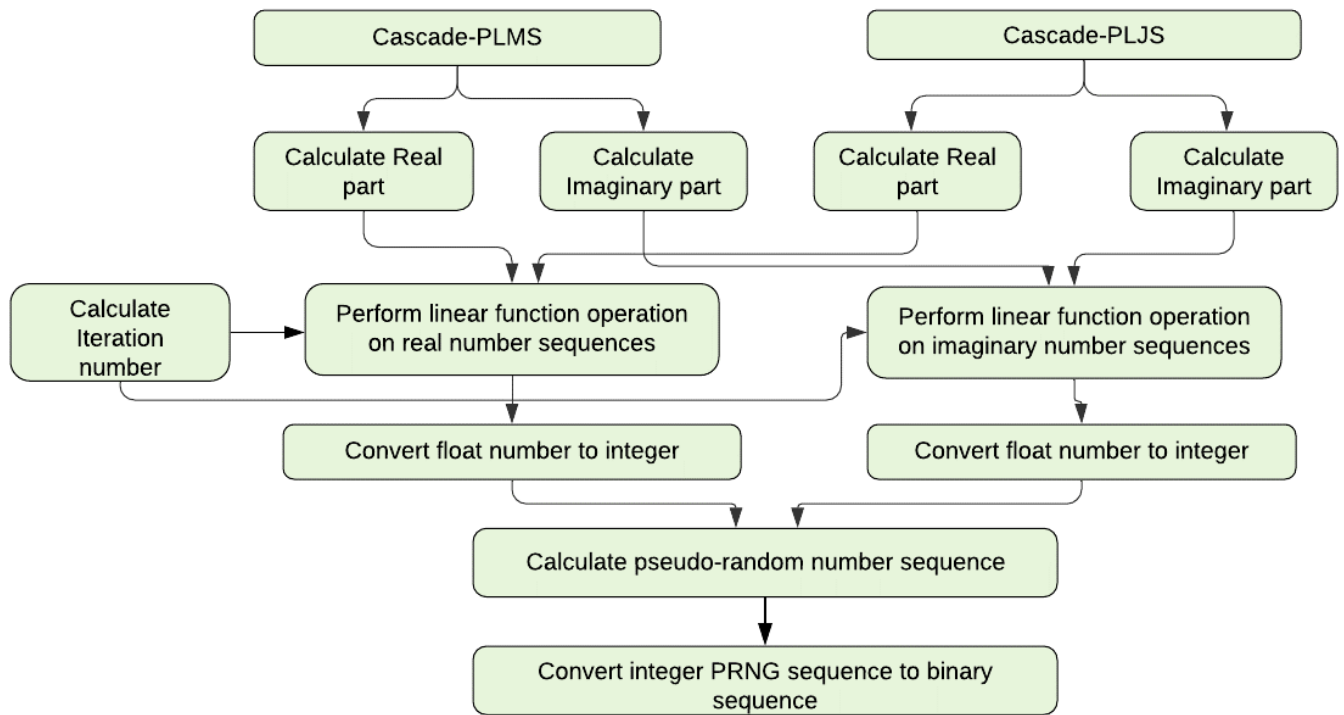 Cascade-PLMS
Cascade-PLJS
Calculate Real
part
Calculate
Imaginary part
Calculate Real
part
Calculate
Imaginary part
Calculate
Iteration
number
Perform linear function operation
on real number sequences
Perform linear function operation
on imaginary number sequences
Convert float number to integer
Convert float number to integer
Calculate pseudo-random number sequence
Convert integer PRNG sequence to binary
sequence